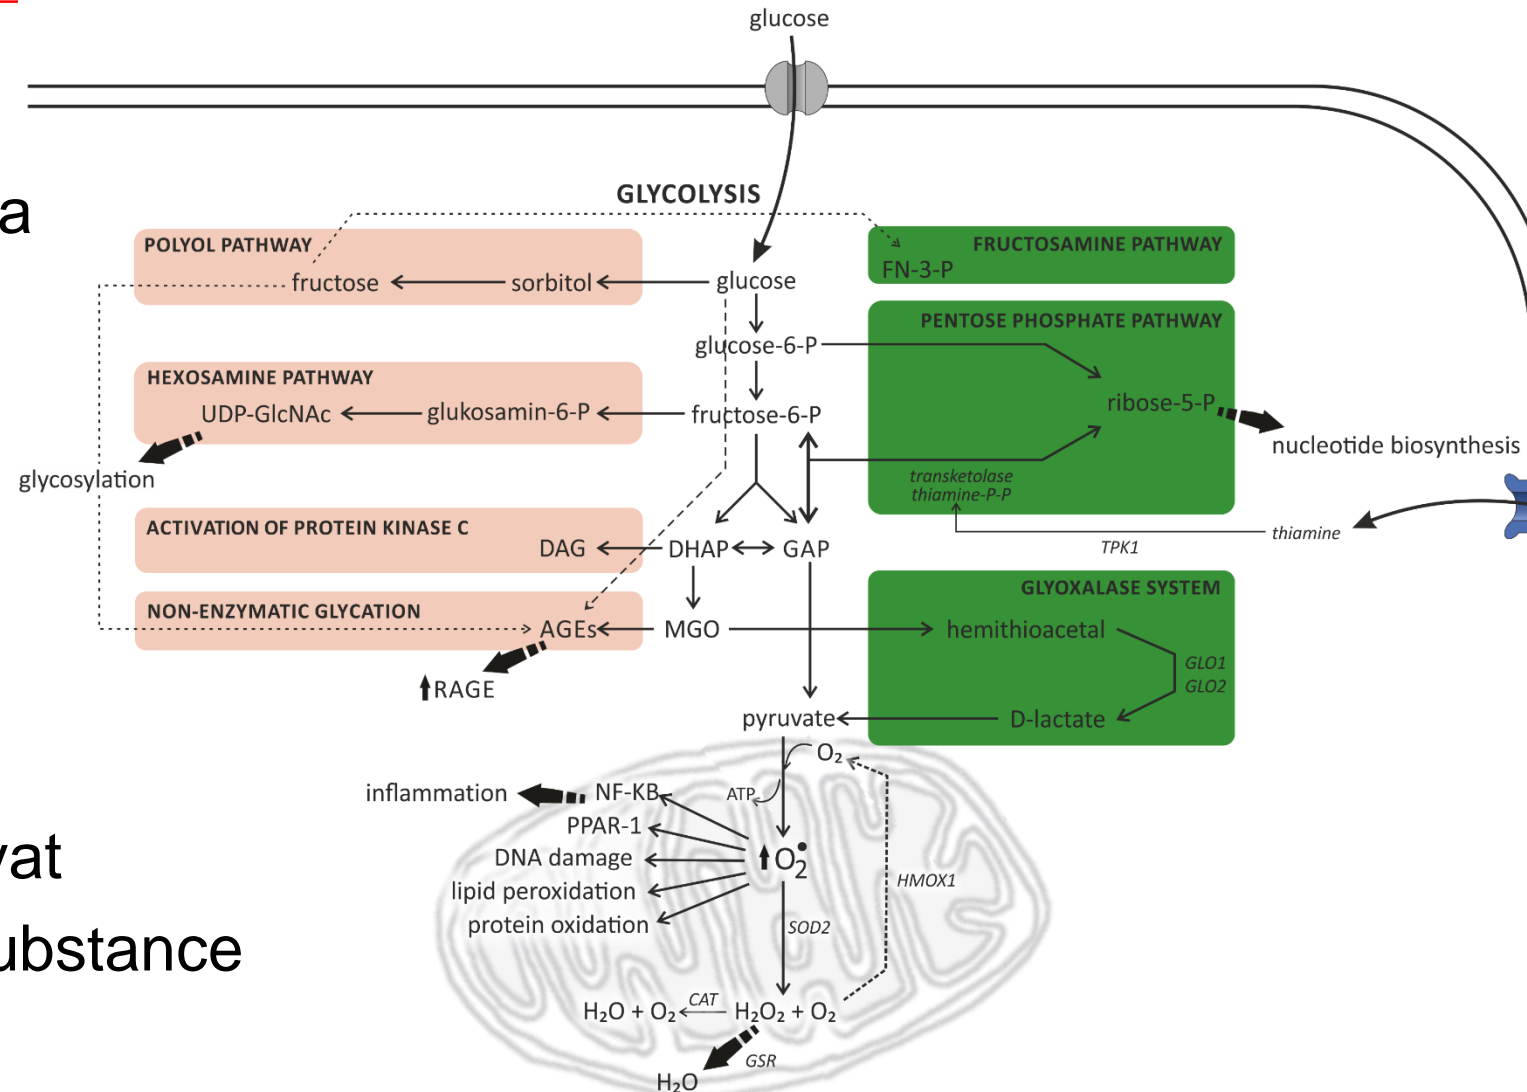 glucose
GLYCOLYSIS
a
POLYOL PATHWAY
fructose
sorbitol
glucose
FRUCTOSAMINE PATHWAY
FN-3-P
glucose-6-P
PENTOSE PHOSPHATE PATHWAY
HEXOSAMINE PATHWAY
UDP-GlcNAc
glukosamin-6-P
fructose-6-P
ribose-5-P
nucleotide biosynthesis
glycosylation
transketolase
thiamine-P-P
thiamine
TPK1
ACTIVATION OF PROTEIN KINASE C
DAG
DHAP
GAP
NON-ENZYMATIC GLYCATION
AGEs
MGO
GLYOXALASE SYSTEM
hemithioacetal
GLO1
GLO2
RAGE
pyruvate
D-lactate
O₂
ATP
inflammation
NF-KB
PPAR-1
DNA damage
lipid peroxidation
protein oxidation
O₂•
HMOX1
SOD2
vat
ubstance
H₂O + O₂
CAT
H₂O₂ + O₂
GSR
H₂O